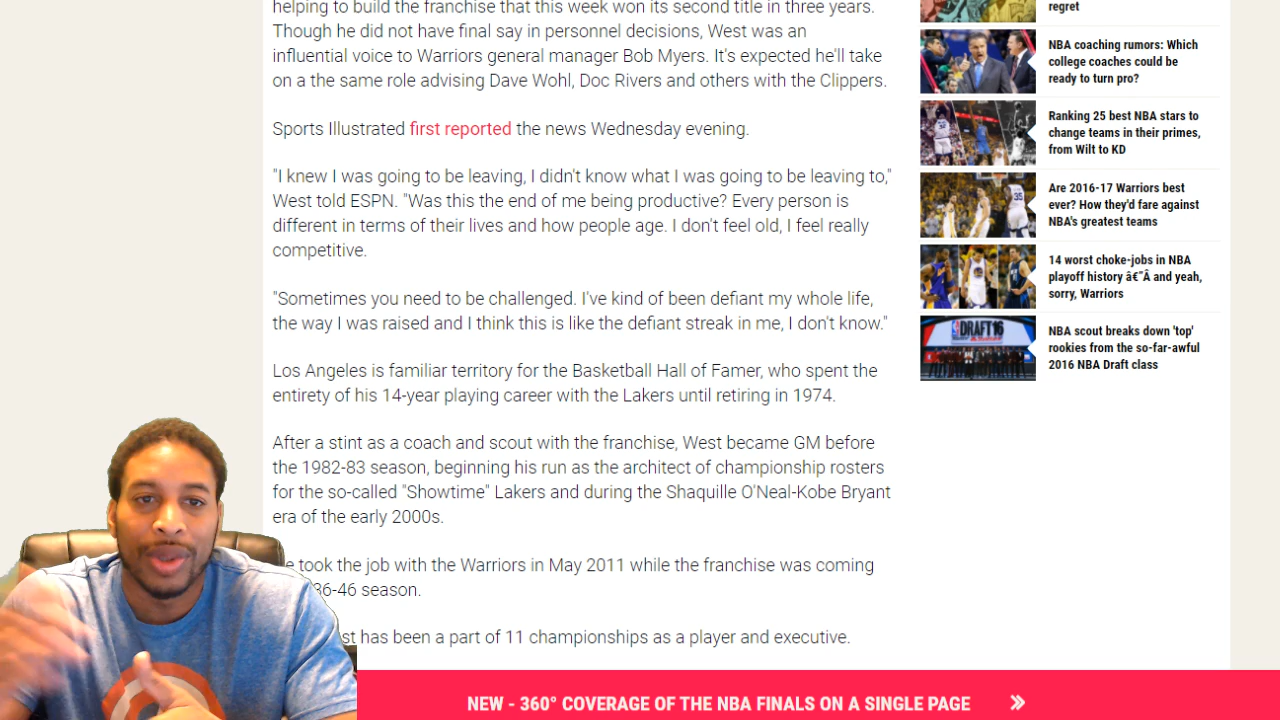 helping to build the franchise that this week won its second title in three years.
Though he did not have final say in personnel decisions, West was an
influential voice to Warriors general manager Bob Myers. It's expected he'll take
on a the same role advising Dave Wohl, Doc Rivers and others with the Clippers.
Sports Illustrated first reported the news Wednesday evening.
"I knew I was going to be leaving, I didn't know what I was going to be leaving to,"
West told ESPN. "Was this the end of me being productive? Every person is
different in terms of their lives and how people age. I don't feel old, I feel really
competitive.
"Sometimes you need to be challenged. I've kind of been defiant my whole life,
the way I was raised and I think this is like the defiant streak in me, I don't know."
Los Angeles is familiar territory for the Basketball Hall of Famer, who spent the
entirety of his 14-year playing career with the Lakers until retiring in 1974.
After a stint as a coach and scout with the franchise, West became GM before
the 1982-83 season, beginning his run as the architect of championship rosters
for the so-called "Showtime" Lakers and during the Shaquille O'Neal-Kobe Bryant
era of the early 2000s.
e took the job with the Warriors in May 2011 while the franchise was coming
36-46 season.
st has been a part of 11 championships as a player and executive.
regret
NBA coaching rumors: Which
college coaches could be
ready to turn pro?
Ranking 25 best NBA stars to
change teams in their primes,
from Wilt to KD
Are 2016-17 Warriors best
ever? How they'd fare against
NBA's greatest teams
14 worst choke-jobs in NBA
playoff history â€˜Â and yeah,
sorry, Warriors
DRAFT16
NBA scout breaks down 'top'
rookies from the so-far-awful
2016 NBA Draft class
NEW - 360° COVERAGE OF THE NBA FINALS ON A SINGLE PAGE